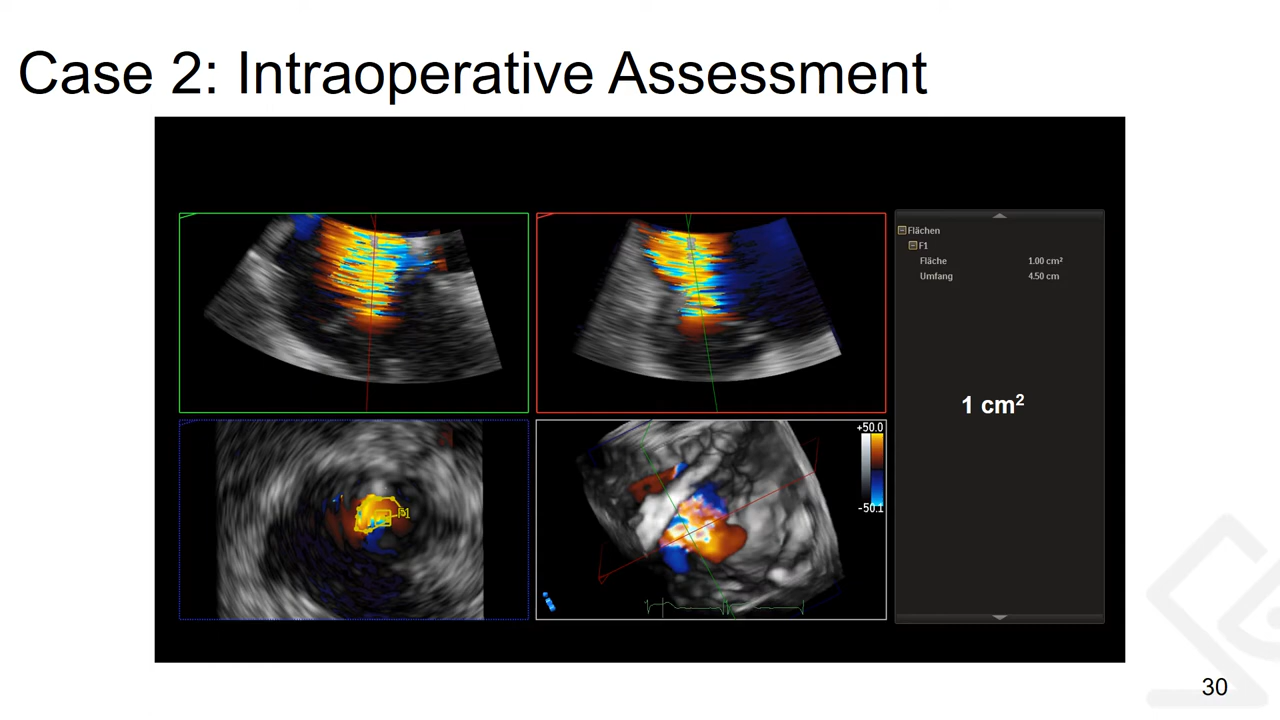 Case 2: Intraoperative Assessment
Flächen
F1
Fläche 1.00 cm²
Umfang 4.50 cm
1 cm²
+50.0
-50.1
F1
30